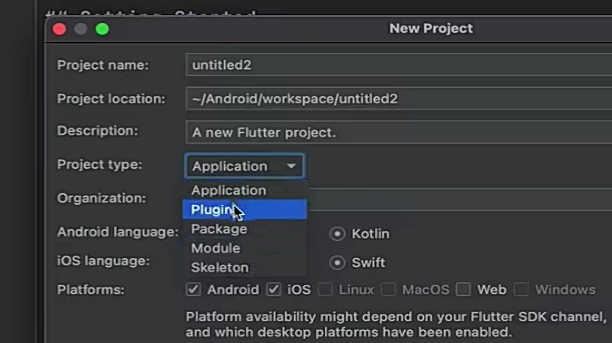 ## Getting Started
New Project
Project name: untitled2
Project location: ~/Android/workspace/untitled2
Description: A new Flutter project.
Project type: Application
Application
Organization:
Plugin
Package
Android language: Kotlin
Module
iOS language: Swift
Skeleton
Platforms: Android iOS Linux MacOS Web Windows
Platform availability might depend on your Flutter SDK channel,
and which desktop platforms have been enabled.